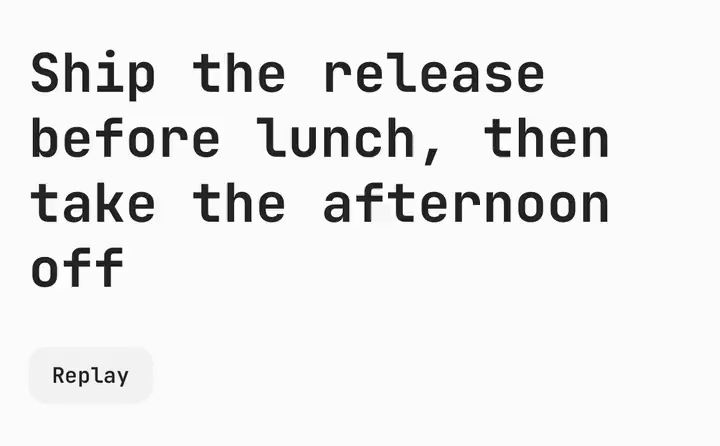 Ship the release
before lunch, then
take the afternoon
off
Replay